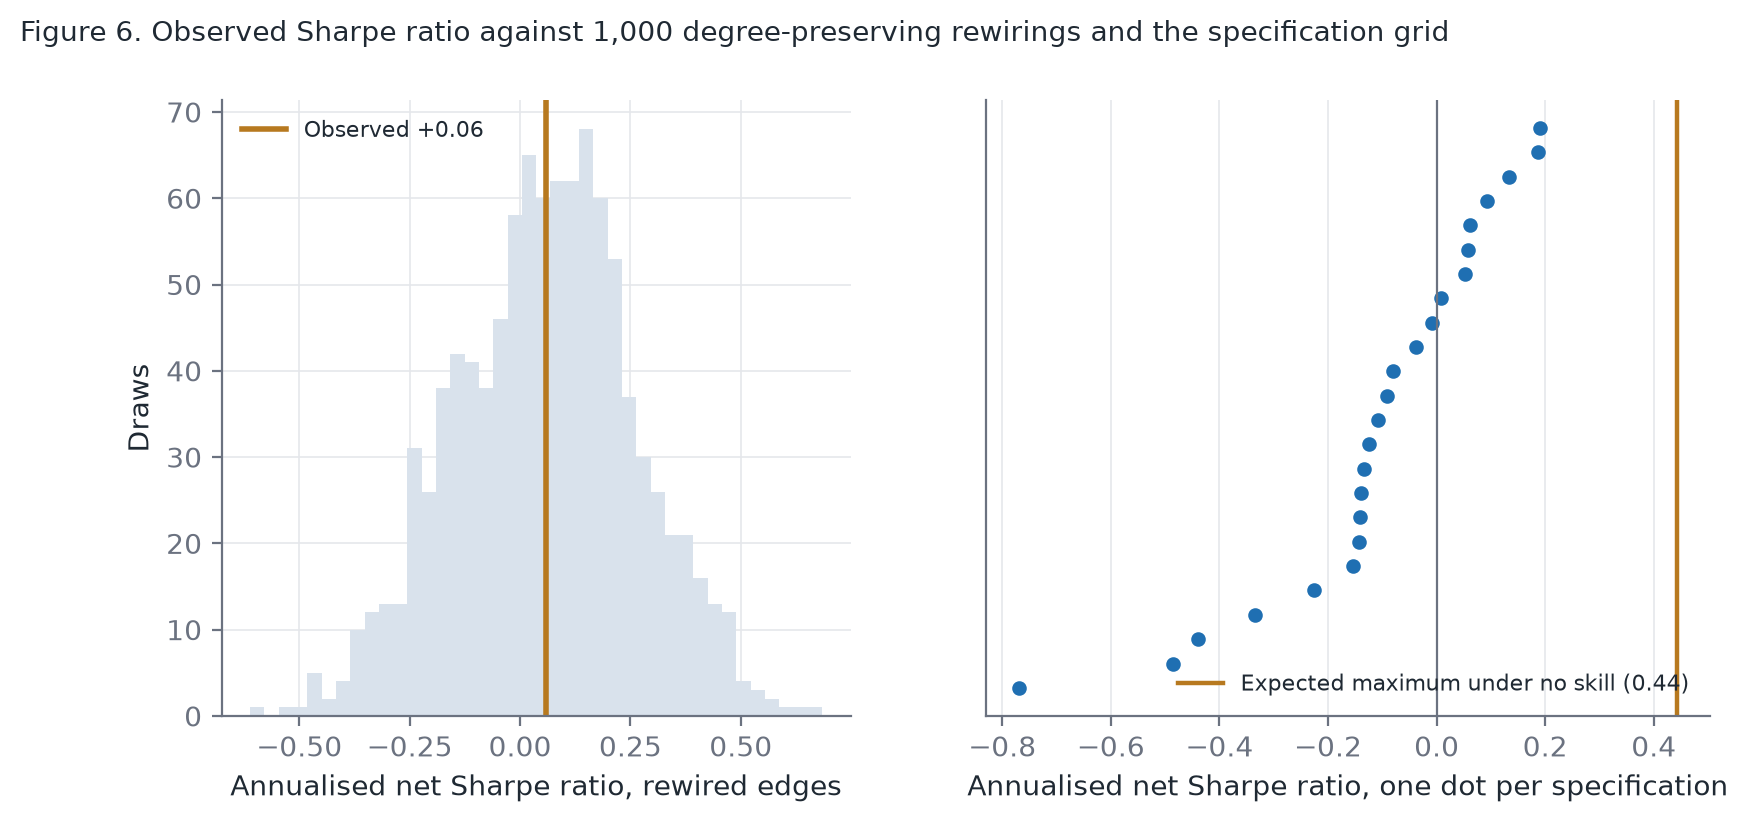 Figure 6. Observed Sharpe ratio against 1,000 degree-preserving rewirings and the specification grid
Observed +0.06
Draws
70
60
50
40
30
20
10
0
−0.50 −0.25 0.00 0.25 0.50
Annualised net Sharpe ratio, rewired edges
Expected maximum under no skill (0.44)
−0.8 −0.6 −0.4 −0.2 0.0 0.2 0.4
Annualised net Sharpe ratio, one dot per specification